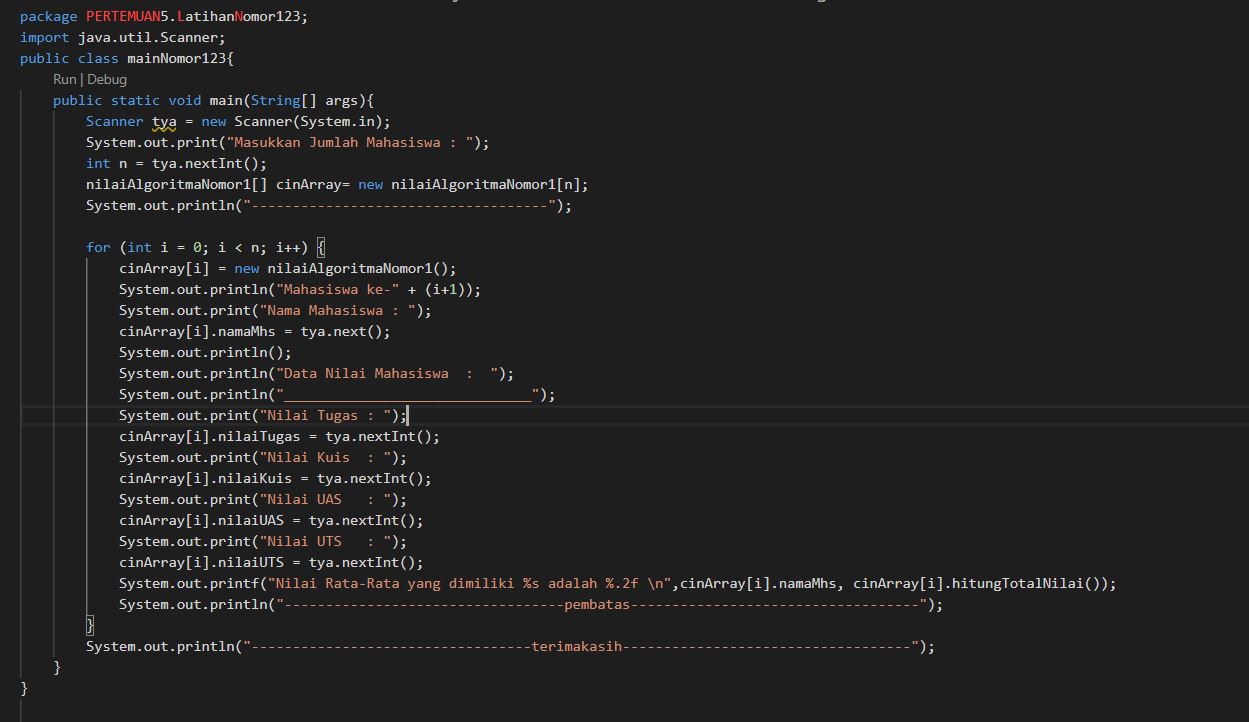 package PERTEMUAN5.LatihanNomor123;
import java.util.Scanner;
public class mainNomor123{
Run | Debug
public static void main(String[] args){
Scanner tya = new Scanner(System.in);
System.out.print("Masukkan Jumlah Mahasiswa : ");
int n = tya.nextInt();
nilaiAlgoritmaNomor1[] cinArray= new nilaiAlgoritmaNomor1[n];
System.out.println("------------------------------------");
for (int i = 0; i < n; i++) {
cinArray[i] = new nilaiAlgoritmaNomor1();
System.out.println("Mahasiswa ke-" + (i+1));
System.out.print("Nama Mahasiswa : ");
cinArray[i].namaMhs = tya.next();
System.out.println();
System.out.println("Data Nilai Mahasiswa  :  ");
System.out.println("______________________________");
System.out.print("Nilai Tugas : ");
cinArray[i].nilaiTugas = tya.nextInt();
System.out.print("Nilai Kuis  : ");
cinArray[i].nilaiKuis = tya.nextInt();
System.out.print("Nilai UAS   : ");
cinArray[i].nilaiUAS = tya.nextInt();
System.out.print("Nilai UTS   : ");
cinArray[i].nilaiUTS = tya.nextInt();
System.out.printf("Nilai Rata-Rata yang dimiliki %s adalah %.2f \n",cinArray[i].namaMhs, cinArray[i].hitungTotalNilai());
System.out.println("----------------------------------pembatas-----------------------------------");
}
System.out.println("----------------------------------terimakasih-----------------------------------");
}
}